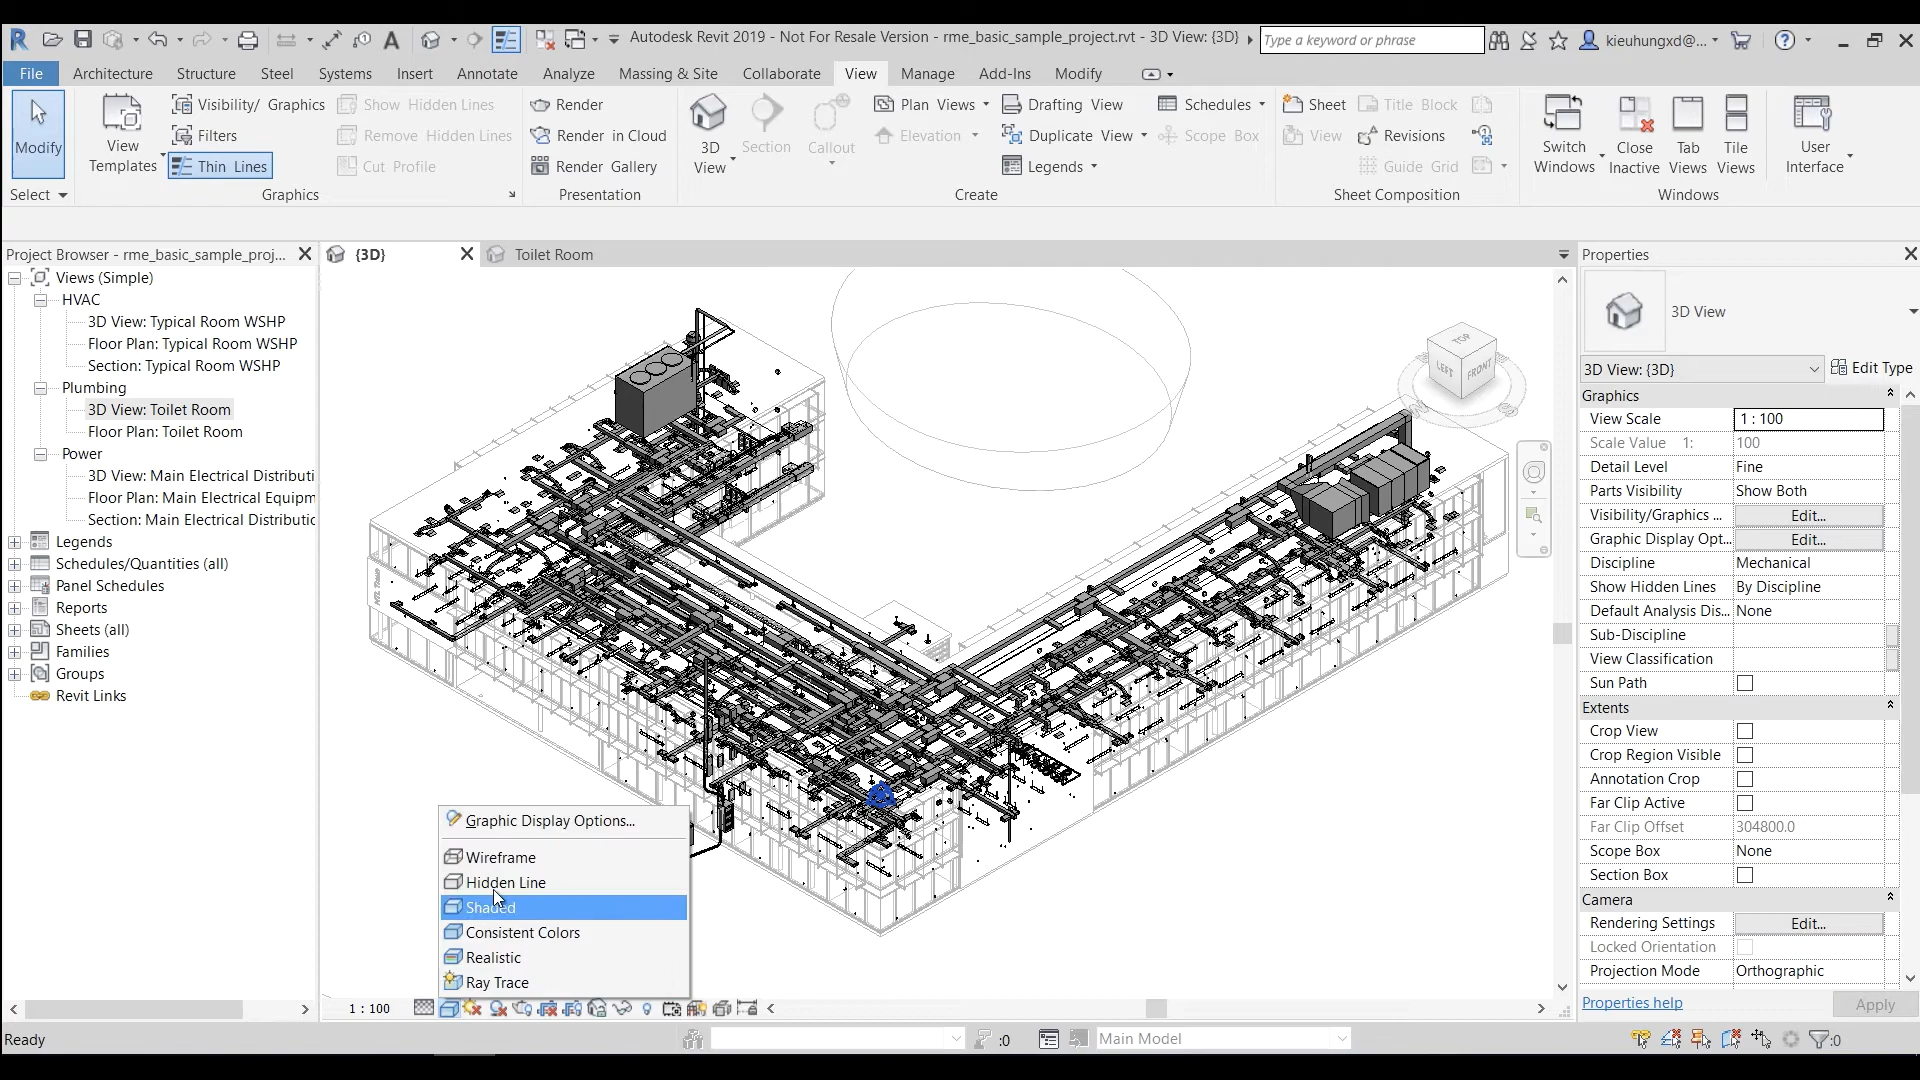 Autodesk Revit 2019 - Not For Resale Version - rme_basic_sample_project.rvt - 3D View: {3D}
Type a keyword or phrase
kieuhungxd@...
File Architecture Structure Steel Systems Insert Annotate Analyze Massing & Site Collaborate View Manage Add-Ins Modify
Modify
Select
View
Templates
Visibility/ Graphics
Filters
Thin Lines
Show Hidden Lines
Remove Hidden Lines
Cut Profile
Graphics
Render
Render in Cloud
Render Gallery
Presentation
3D
View
Section
Callout
Plan Views
Elevation
Drafting View
Duplicate View
Legends
Schedules
Scope Box
Create
Sheet
View
Title Block
Revisions
Guide Grid
Sheet Composition
Switch
Windows
Close
Inactive
Tab
Views
Tile
Views
User
Interface
Windows
Project Browser - rme_basic_sample_proj...
Views (Simple)
HVAC
3D View: Typical Room WSHP
Floor Plan: Typical Room WSHP
Section: Typical Room WSHP
Plumbing
3D View: Toilet Room
Floor Plan: Toilet Room
Power
3D View: Main Electrical Distributi
Floor Plan: Main Electrical Equipm
Section: Main Electrical Distributio
Legends
Schedules/Quantities (all)
Panel Schedules
Reports
Sheets (all)
Families
Groups
Revit Links
{3D}
Toilet Room
TOP
LEFT
FRONT
Graphic Display Options...
Wireframe
Hidden Line
Shaded
Consistent Colors
Realistic
Ray Trace
1 : 100
Properties
3D View
3D View: {3D}
Edit Type
Graphics
View Scale 1 : 100
Scale Value 1: 100
Detail Level Fine
Parts Visibility Show Both
Visibility/Graphics ... Edit...
Graphic Display Opt... Edit...
Discipline Mechanical
Show Hidden Lines By Discipline
Default Analysis Dis... None
Sub-Discipline
View Classification
Sun Path
Extents
Crop View
Crop Region Visible
Annotation Crop
Far Clip Active
Far Clip Offset 304800.0
Scope Box None
Section Box
Camera
Rendering Settings Edit...
Locked Orientation
Projection Mode Orthographic
Properties help
Apply
Ready
:0
Main Model
:0